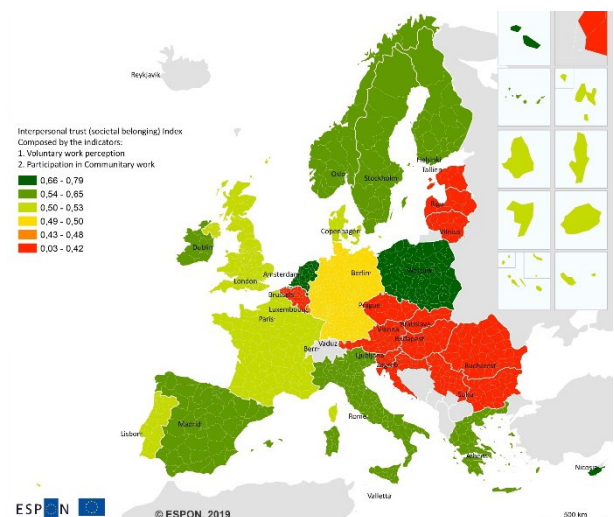 Reykjavik
Interpersonal trust (societal belonging) Index
Composed by the indicators:
1. Voluntary work perception
2. Participation in Communitary work
0,66 - 0,79
0,54 - 0,65
0,50 - 0,53
0,49 - 0,50
0,43 - 0,48
0,03 - 0,42
Helsinki
Oslo
Tallinn
Stockholm
Riga
Vilnius
Copenhagen
Dublin
Amsterdam
Berlin
Warsaw
London
Brussels
Prague
Luxembourg
Paris
Bratislava
Vienna
Vaduz
Budapest
Bern
Ljubljana
Zagreb
Bucharest
Sofia
Rome
Madrid
Lisbon
Athens
Nicosia
Valletta
ESPON
© ESPON, 2019
500 km